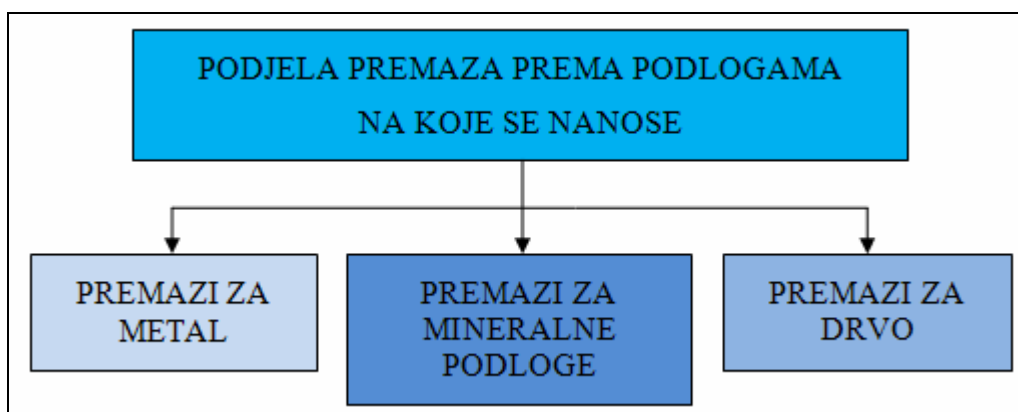 PODJELA PREMAZA PREMA PODLOGAMA
NA KOJE SE NANOSE
PREMAZI ZA
METAL
PREMAZI ZA
MINERALNE
PODLOGE
PREMAZI ZA
DRVO